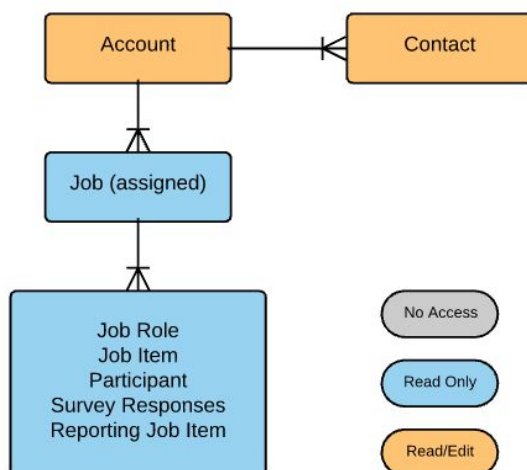 Account
Contact
Job (assigned)
Job Role
Job Item
Participant
Survey Responses
Reporting Job Item
No Access
Read Only
Read/Edit